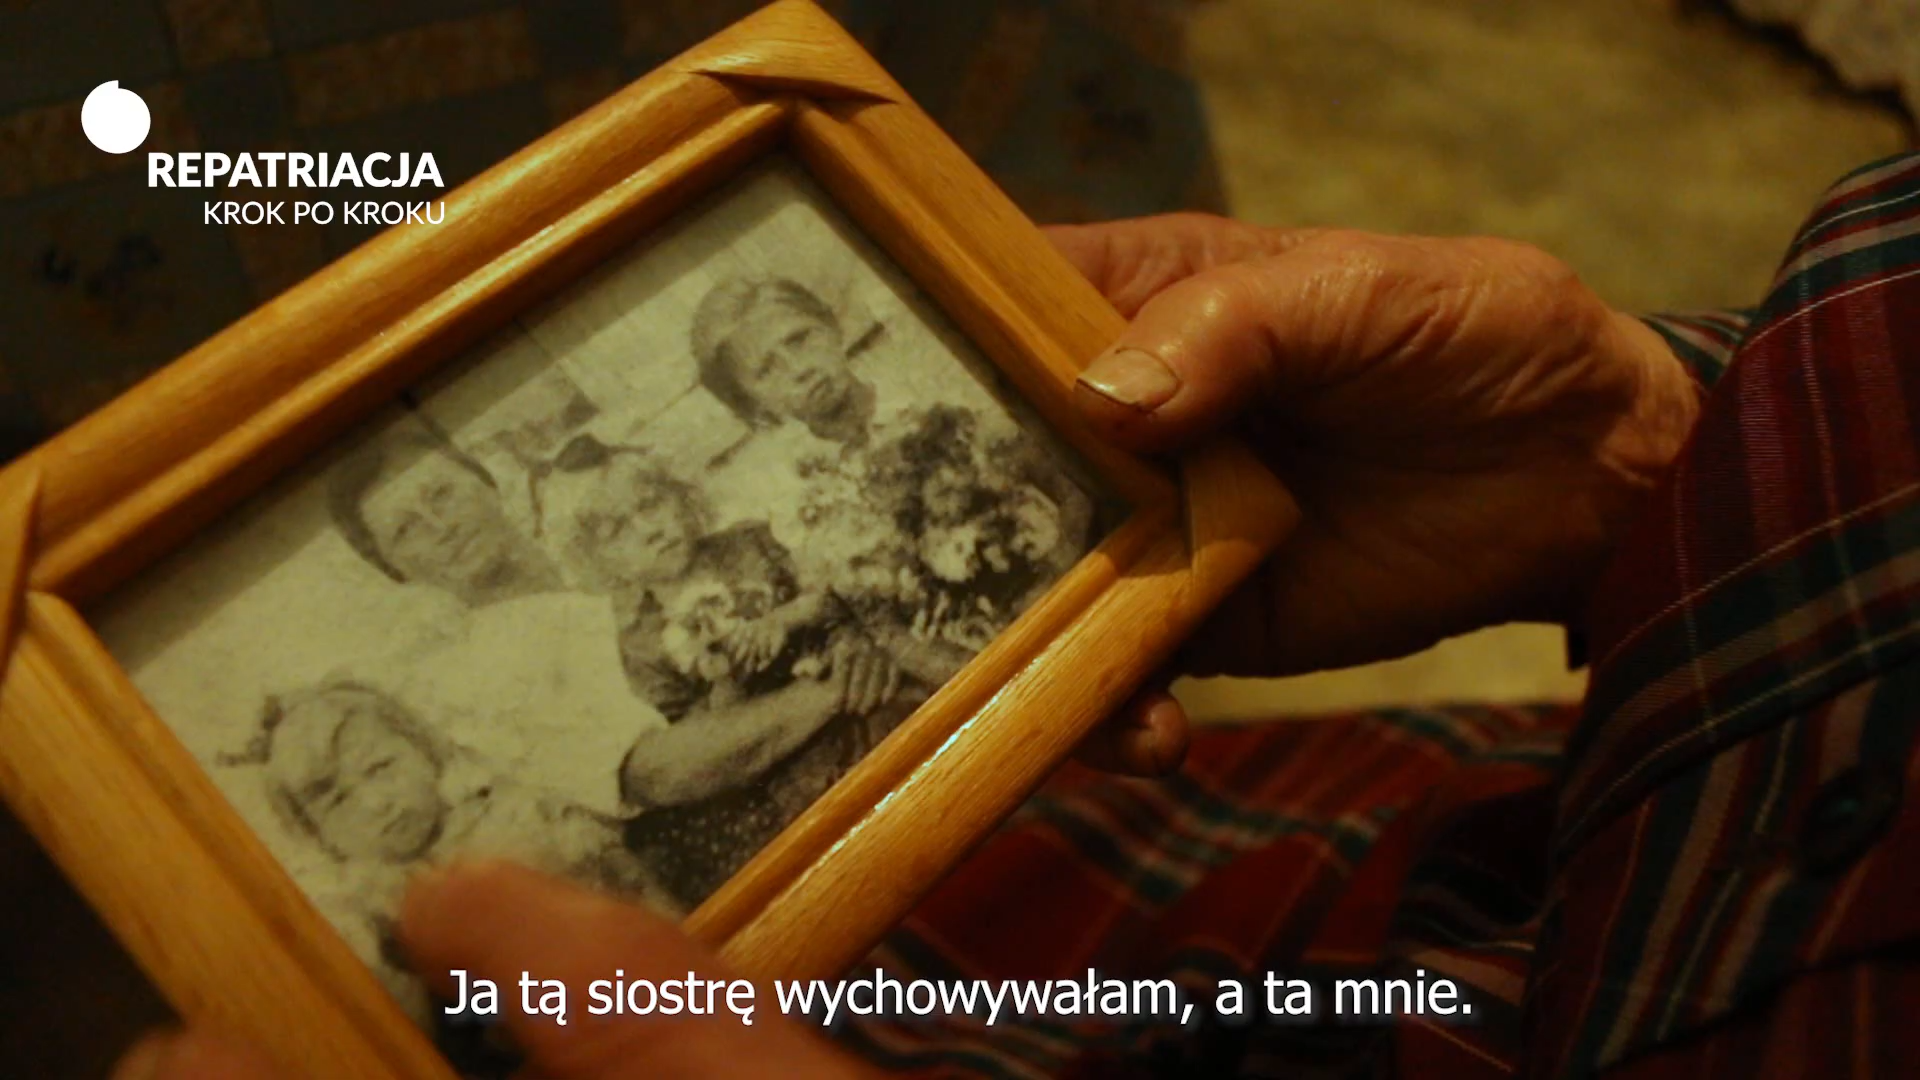 REPATRIACJA
KROK PO KROKU
Ja tą siostrę wychowywałam, a ta mnie.